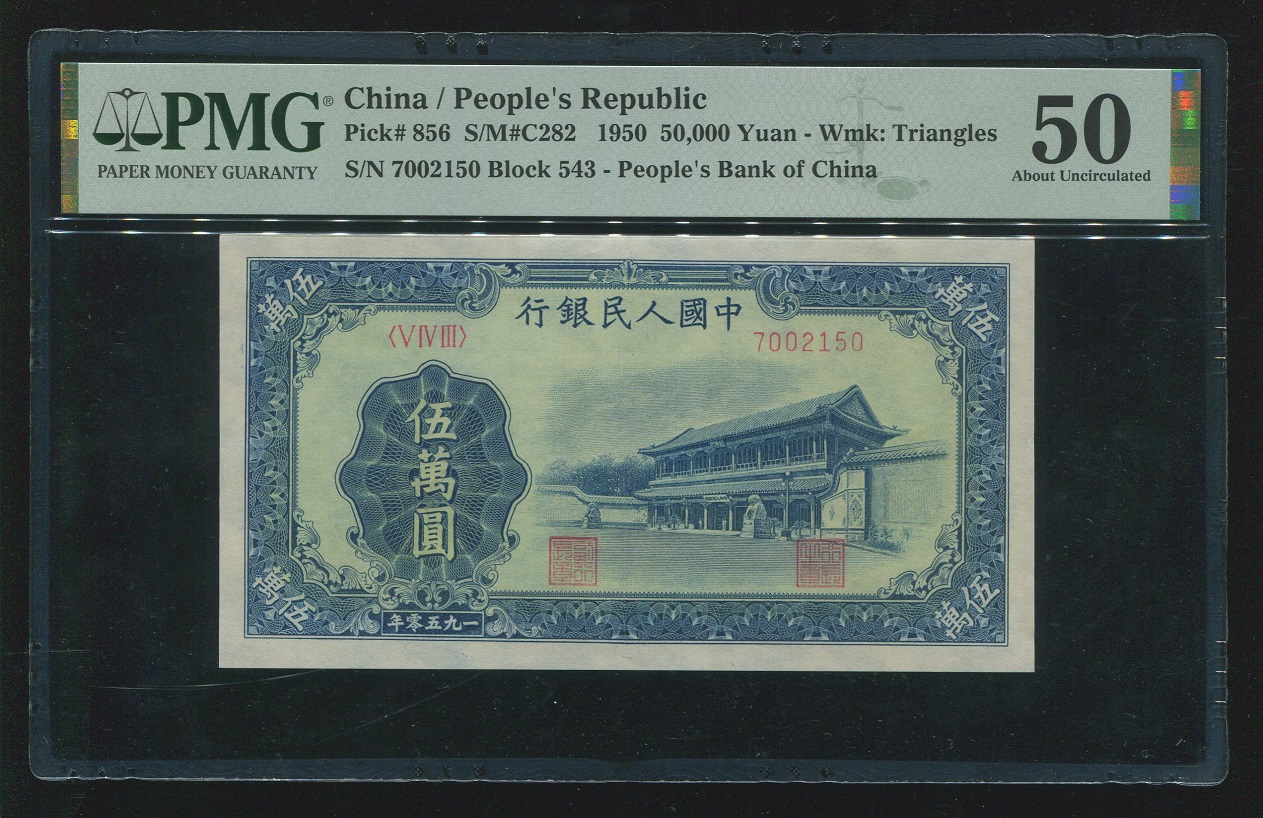 PMG®
PAPER MONEY GUARANTY
China / People's Republic
Pick# 856 S/M#C282 1950 50,000 Yuan - Wmk: Triangles
S/N 7002150 Block 543 - People's Bank of China
50
About Uncirculated
伍萬
伍萬
中國人民銀行
〈ⅤⅣⅢ〉
7002150
伍萬圓
伍萬
伍萬
一九五零年